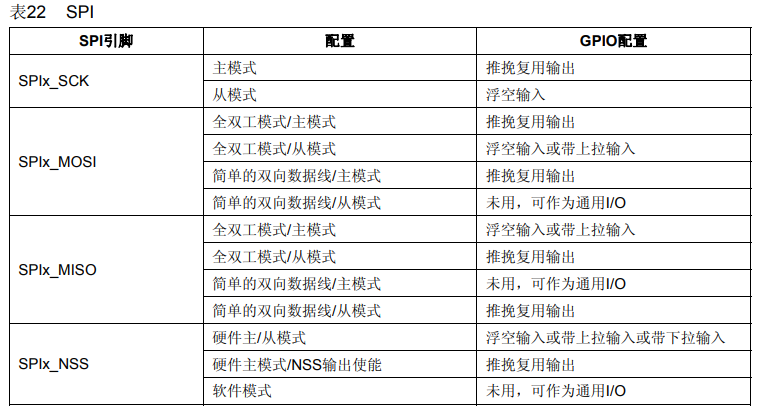 表22 SPI
SPI引脚 配置 GPIO配置
SPIx_SCK 主模式 推挽复用输出
从模式 浮空输入
SPIx_MOSI 全双工模式/主模式 推挽复用输出
全双工模式/从模式 浮空输入或带上拉输入
简单的双向数据线/主模式 推挽复用输出
简单的双向数据线/从模式 未用，可作为通用I/O
SPIx_MISO 全双工模式/主模式 浮空输入或带上拉输入
全双工模式/从模式 推挽复用输出
简单的双向数据线/主模式 未用，可作为通用I/O
简单的双向数据线/从模式 推挽复用输出
SPIx_NSS 硬件主/从模式 浮空输入或带上拉输入或带下拉输入
硬件主模式/NSS输出使能 推挽复用输出
软件模式 未用，可作为通用I/O